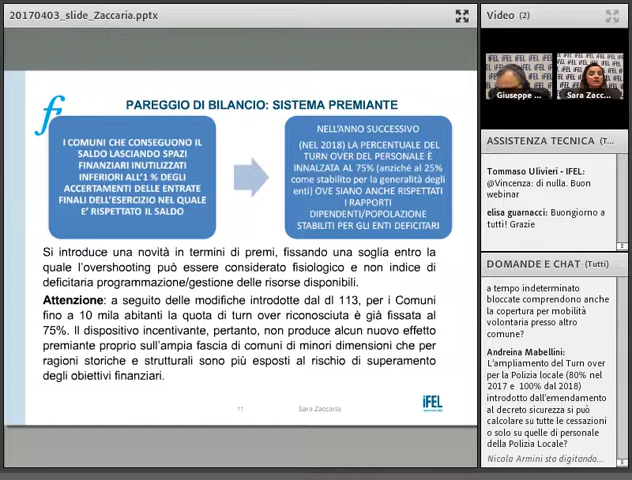 20170403_slide_Zaccaria.pptx
PAREGGIO DI BILANCIO: SISTEMA PREMIANTE
I COMUNI CHE CONSEGUONO IL
SALDO LASCIANDO SPAZI
FINANZIARI INUTILIZZATI
INFERIORI ALL'1 % DEGLI
ACCERTAMENTI DELLE ENTRATE
FINALI DELL'ESERCIZIO NEL QUALE
E' RISPETTATO IL SALDO
NELL'ANNO SUCCESSIVO
(NEL 2018) LA PERCENTUALE DEL
TURN OVER DEL PERSONALE È
INNALZATA AL 75% (anziché al 25%
come stabilito per la generalità degli
enti) OVE SIANO ANCHE RISPETTATI
I RAPPORTI
DIPENDENTI/POPOLAZIONE
STABILITI PER GLI ENTI DEFICITARI
Si introduce una novità in termini di premi, fissando una soglia entro la
quale l'overshooting può essere considerato fisiologico e non indice di
deficitaria programmazione/gestione delle risorse disponibili.
Attenzione: a seguito delle modifiche introdotte dal dl 113, per i Comuni
fino a 10 mila abitanti la quota di turn over riconosciuta è già fissata al
75%. Il dispositivo incentivante, pertanto, non produce alcun nuovo effetto
premiante proprio sull'ampia fascia di comuni di minori dimensioni che per
ragioni storiche e strutturali sono più esposti al rischio di superamento
degli obiettivi finanziari.
Sara Zaccaria
IFEL
Video (2)
Giuseppe ...
Sara Zacc...
ASSISTENZA TECNICA (T...
Tommaso Ulivieri - IFEL:
@Vincenza: di nulla. Buon
webinar
elisa guarnacci: Buongiorno a
tutti! Grazie
DOMANDE E CHAT (Tutti)
a tempo indeterminato
bloccate comprendono anche
la copertura per mobilità
volontaria presso altro
comune?
Andreina Mabellini:
L'ampliamento del Turn over
per la Polizia locale (80% nel
2017 e 100% dal 2018)
introdotto dall'emendamento
al decreto sicurezza si può
calcolare su tutte le cessazioni
o solo su quelle di personale
della Polizia Locale?
Nicola Armini sta digitando...